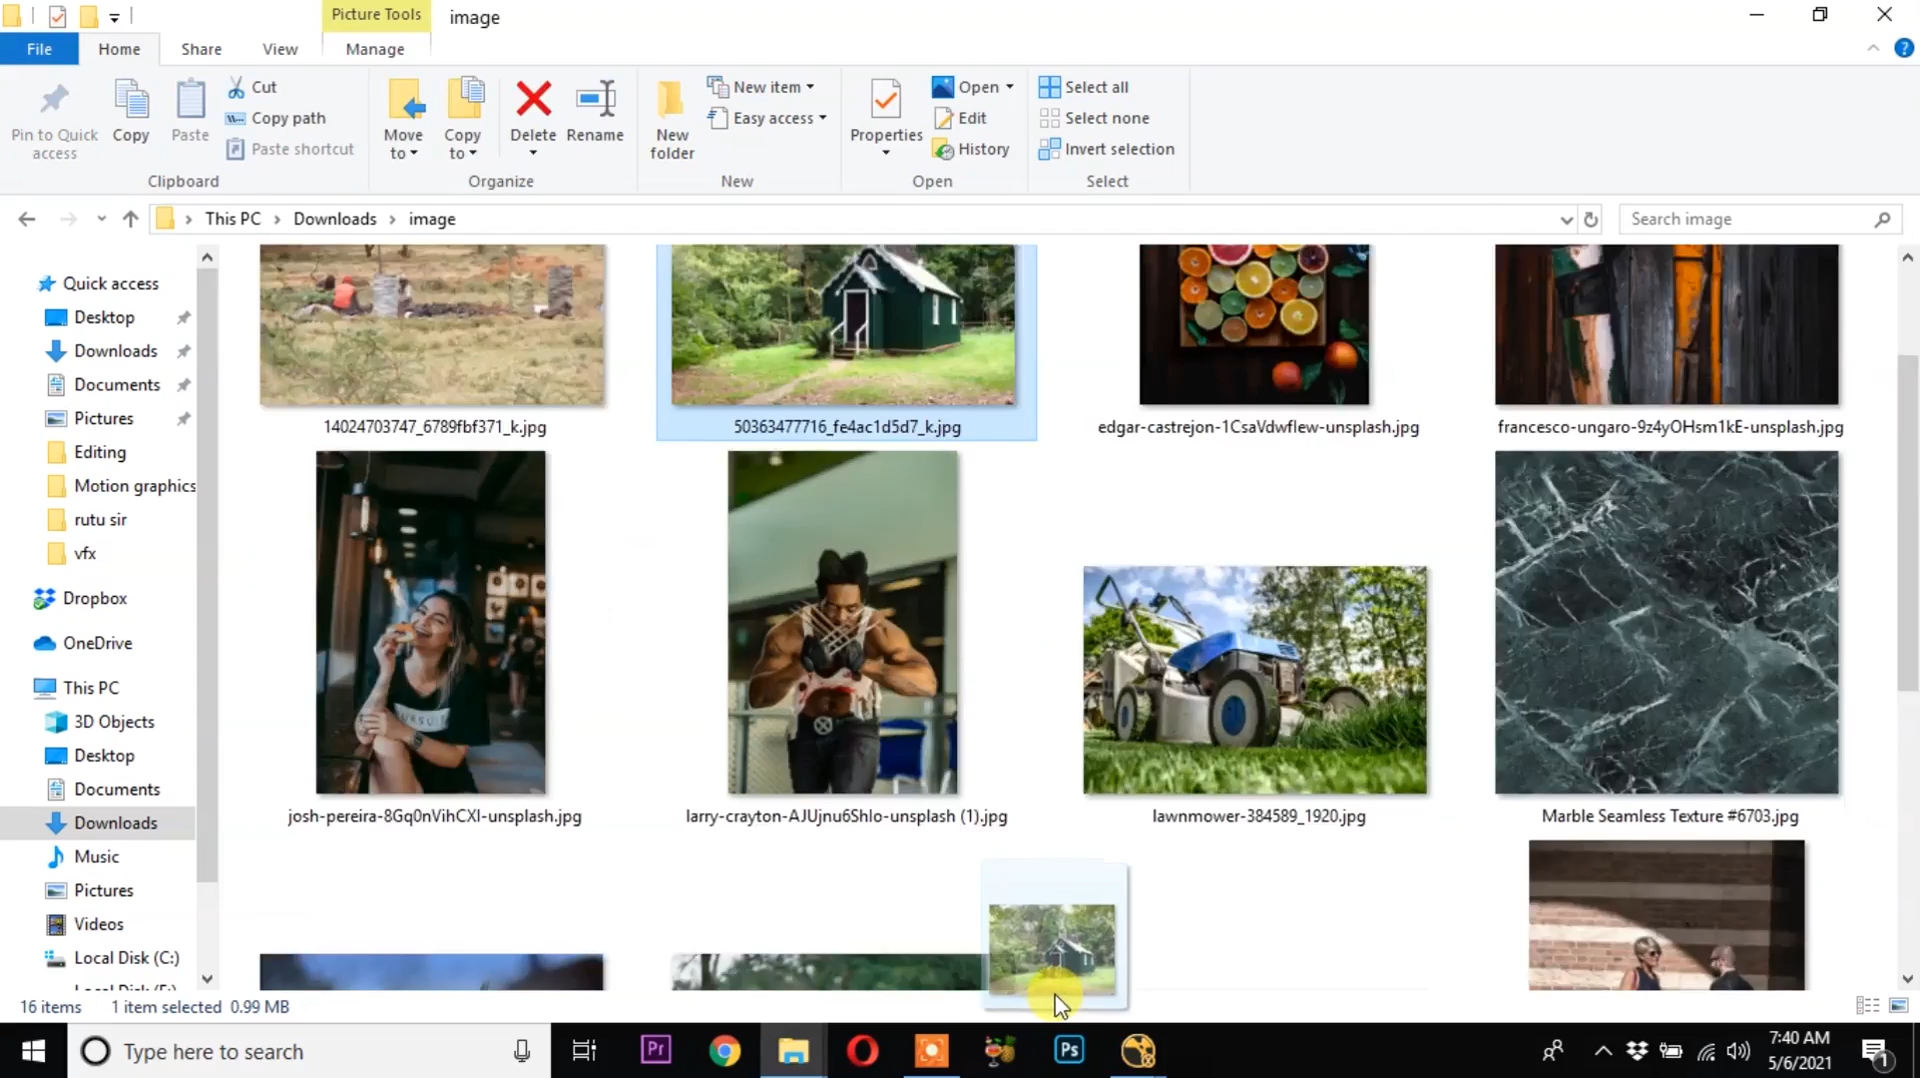 Picture Tools
image
File
Home
Share
View
Manage
Pin to Quick access
Copy
Paste
Cut
Copy path
Paste shortcut
Clipboard
Move to
Copy to
Delete
Rename
Organize
New folder
New item
Easy access
New
Properties
Open
Edit
History
Open
Select all
Select none
Invert selection
Select
This PC
Downloads
image
Search image
Quick access
Desktop
Downloads
Documents
Pictures
Editing
Motion graphics
rutu sir
vfx
Dropbox
OneDrive
This PC
3D Objects
Desktop
Documents
Downloads
Music
Pictures
Videos
Local Disk (C:)
14024703747_6789fbf371_k.jpg
50363477716_fe4ac1d5d7_k.jpg
edgar-castrejon-1CsaVdwflew-unsplash.jpg
francesco-ungaro-9z4yOHsm1kE-unsplash.jpg
josh-pereira-8Gq0nVihCXI-unsplash.jpg
larry-crayton-AJUjnu6Shlo-unsplash (1).jpg
lawnmower-384589_1920.jpg
Marble Seamless Texture #6703.jpg
16 items
1 item selected 0.99 MB
Type here to search
Pr
Ps
7:40 AM
5/6/2021
1